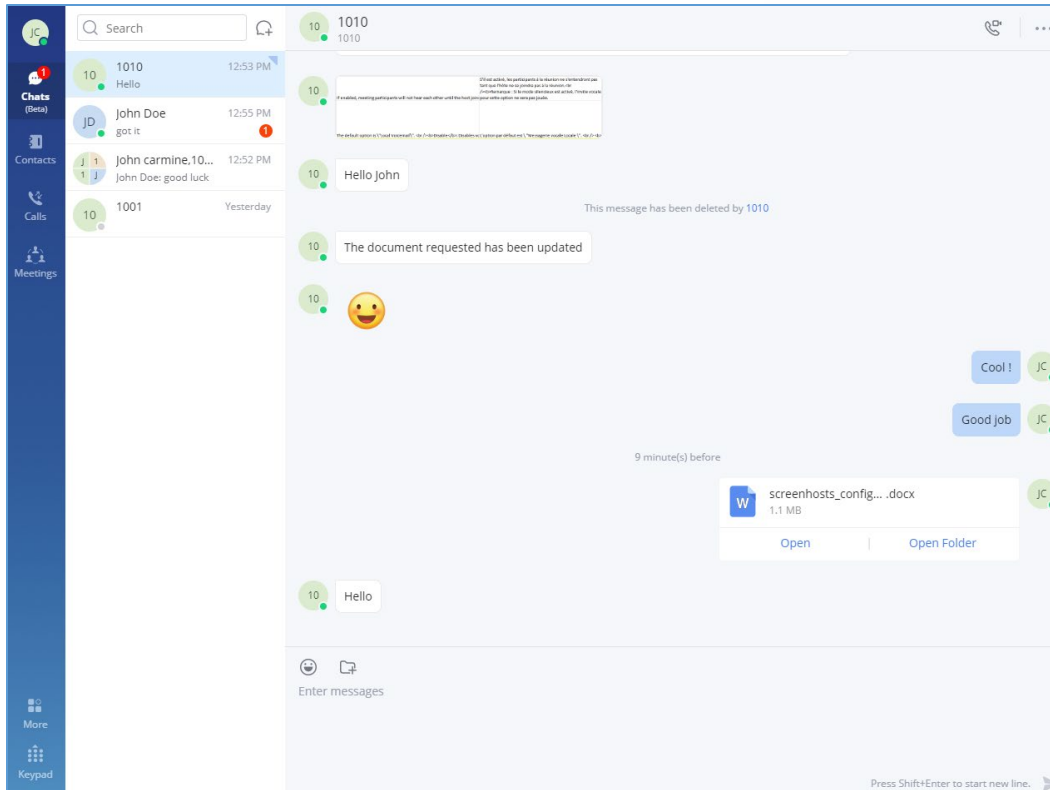 JC
Search
10
1010
1010
1
Chats
(Beta)
Contacts
Calls
Meetings
More
Keypad
10
1010
12:53 PM
Hello
JD
John Doe
12:55 PM
got it
1
J 1
1 J
John carmine,10...
12:52 PM
John Doe: good luck
10
1001
Yesterday
10
10
Hello John
This message has been deleted by 1010
10
The document requested has been updated
10
Cool !
JC
Good job
JC
9 minute(s) before
W
screenhosts_config... .docx
1.1 MB
JC
Open
Open Folder
10
Hello
Enter messages
Press Shift+Enter to start new line.